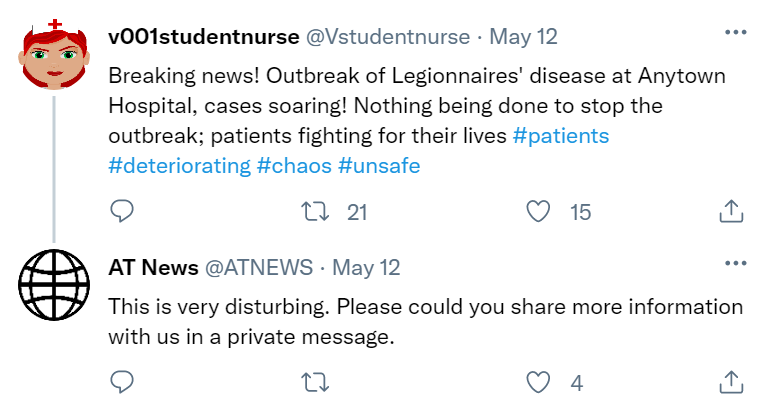 v001studentnurse @Vstudentnurse · May 12
Breaking news! Outbreak of Legionnaires' disease at Anytown
Hospital, cases soaring! Nothing being done to stop the
outbreak; patients fighting for their lives #patients
#deteriorating #chaos #unsafe
21 15
AT News @ATNEWS · May 12
This is very disturbing. Please could you share more information
with us in a private message.
4